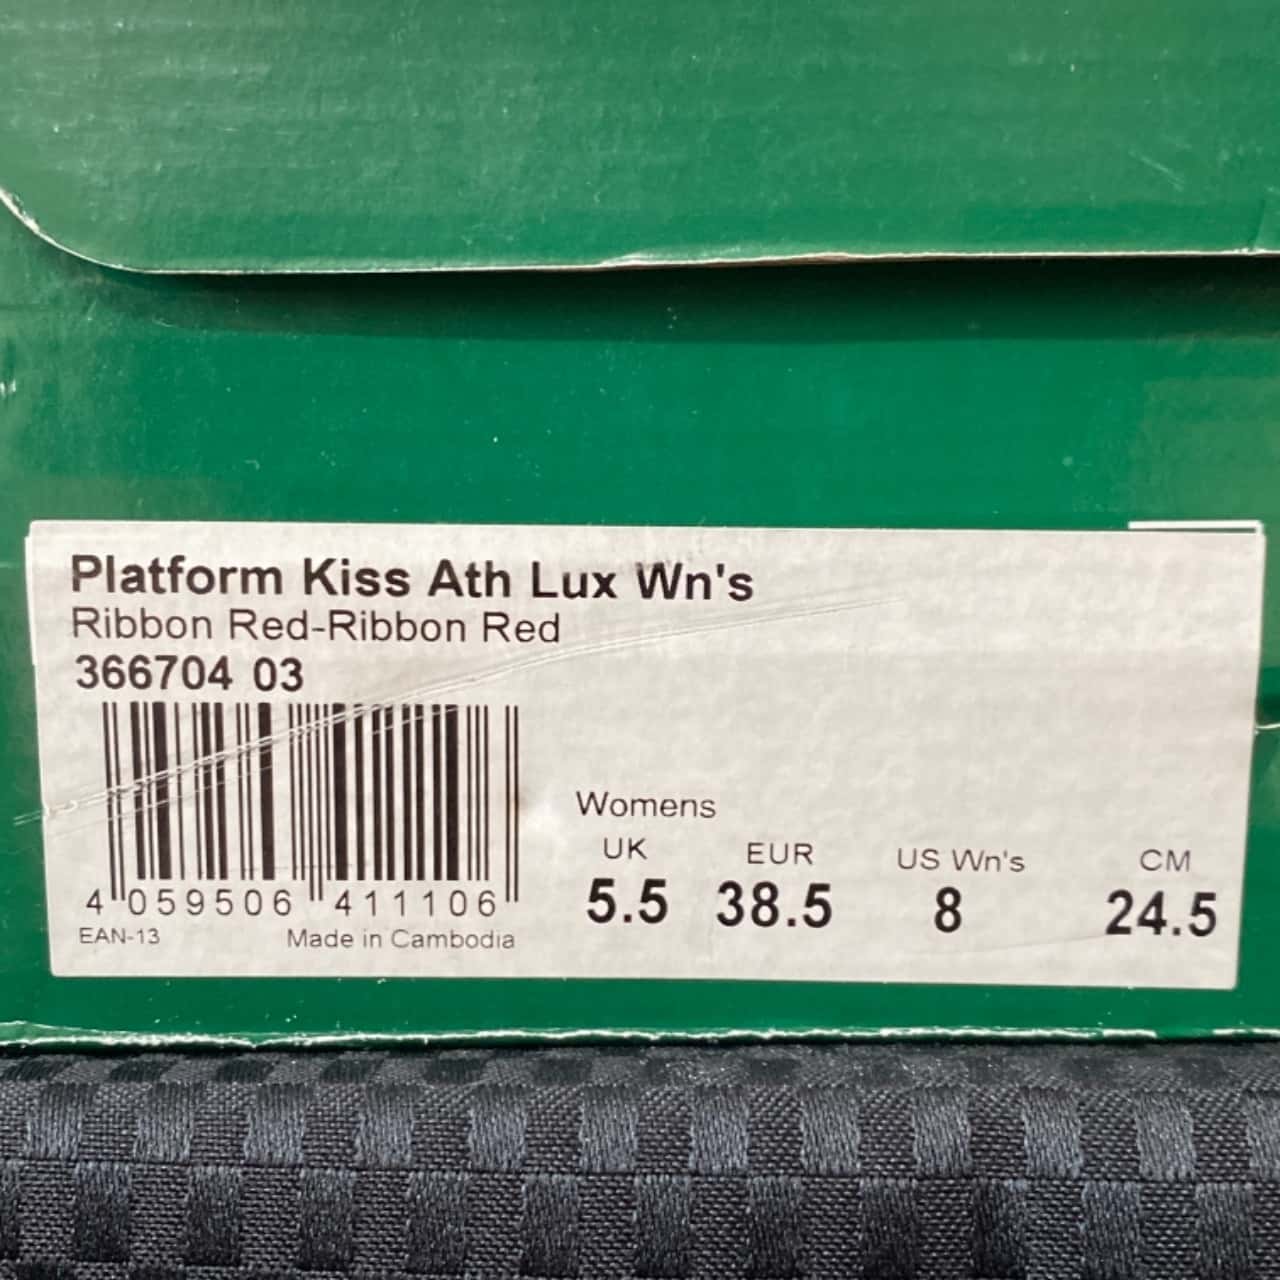 Platform Kiss Ath Lux Wn's
Ribbon Red-Ribbon Red
366704 03
4 059506 411106
EAN-13 Made in Cambodia
Womens
UK EUR US Wn's CM
5.5 38.5 8 24.5